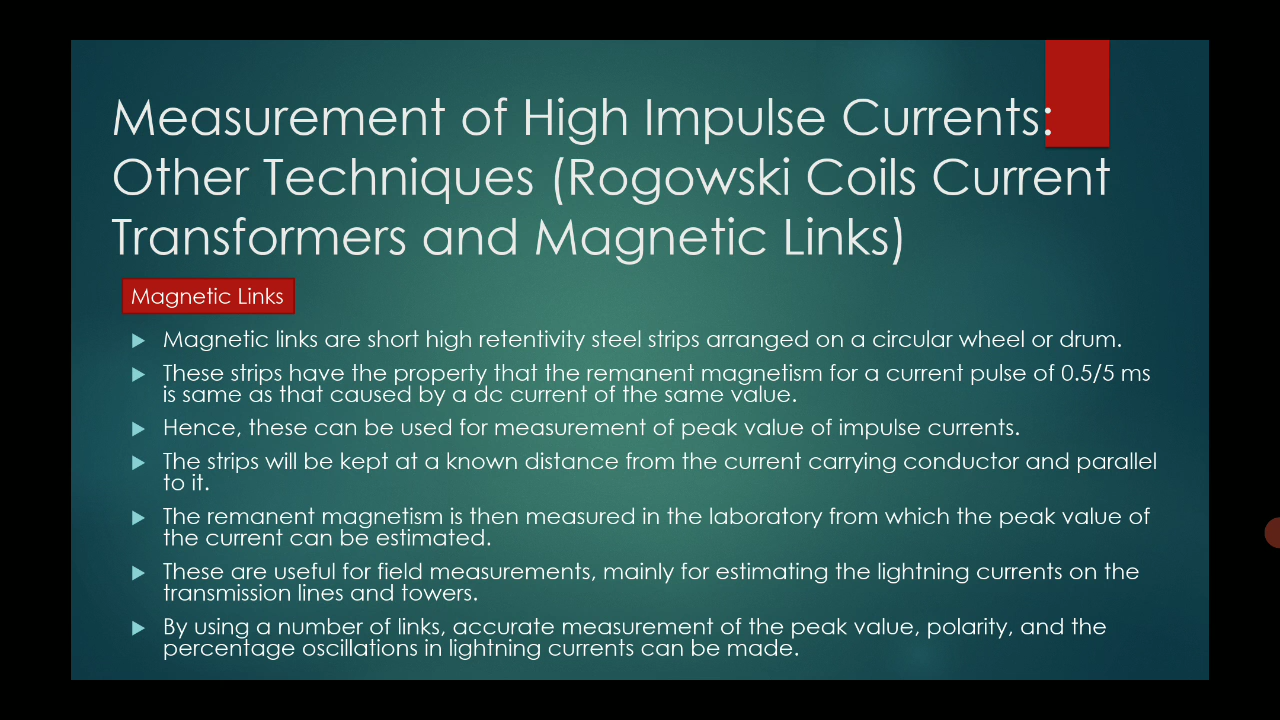 Measurement of High Impulse Currents:
Other Techniques (Rogowski Coils Current
Transformers and Magnetic Links)
Magnetic Links
Magnetic links are short high retentivity steel strips arranged on a circular wheel or drum.
These strips have the property that the remanent magnetism for a current pulse of 0.5/5 ms
is same as that caused by a dc current of the same value.
Hence, these can be used for measurement of peak value of impulse currents.
The strips will be kept at a known distance from the current carrying conductor and parallel
to it.
The remanent magnetism is then measured in the laboratory from which the peak value of
the current can be estimated.
These are useful for field measurements, mainly for estimating the lightning currents on the
transmission lines and towers.
By using a number of links, accurate measurement of the peak value, polarity, and the
percentage oscillations in lightning currents can be made.